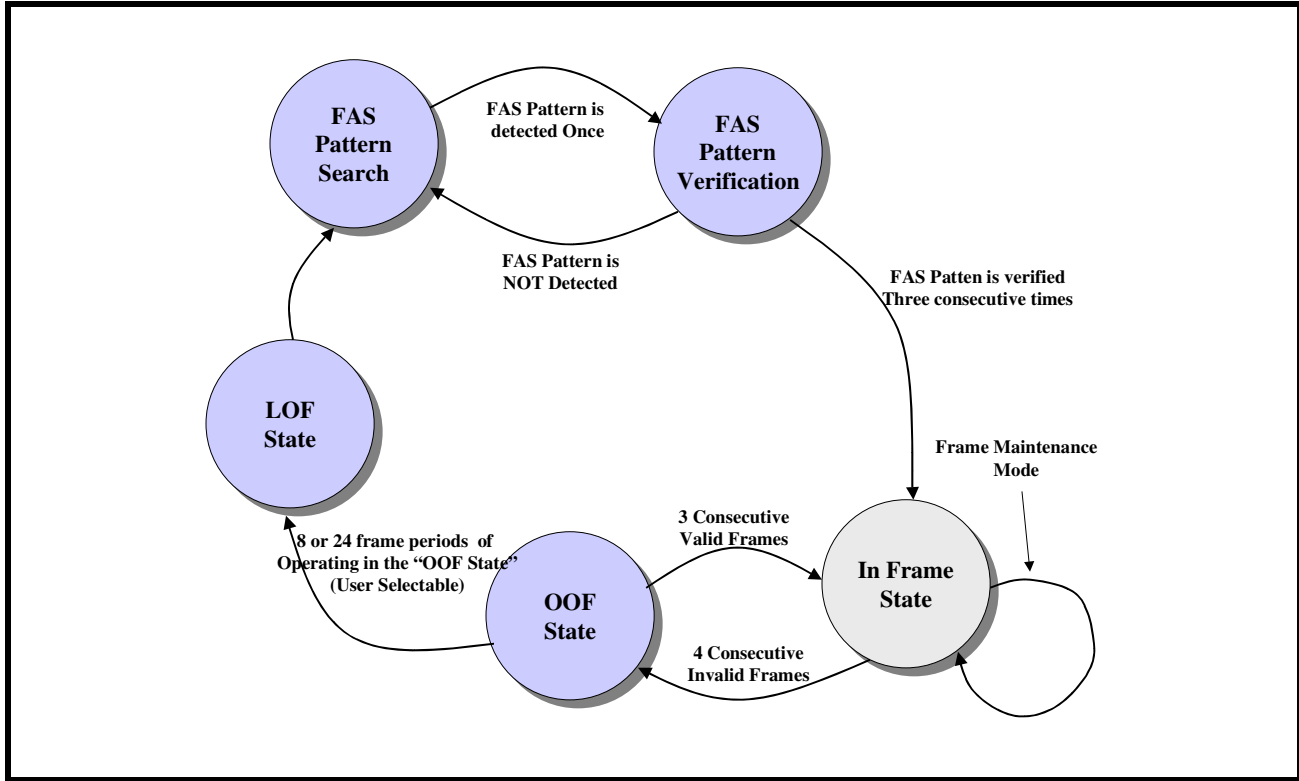 FAS
Pattern
Search
FAS Pattern is
detected Once
FAS
Pattern
Verification
FAS Pattern is
NOT Detected
FAS Patten is verified
Three consecutive times
LOF
State
Frame Maintenance
Mode
3 Consecutive
Valid Frames
8 or 24 frame periods of
Operating in the “OOF State”
(User Selectable)
In Frame
State
OOF
State
4 Consecutive
Invalid Frames